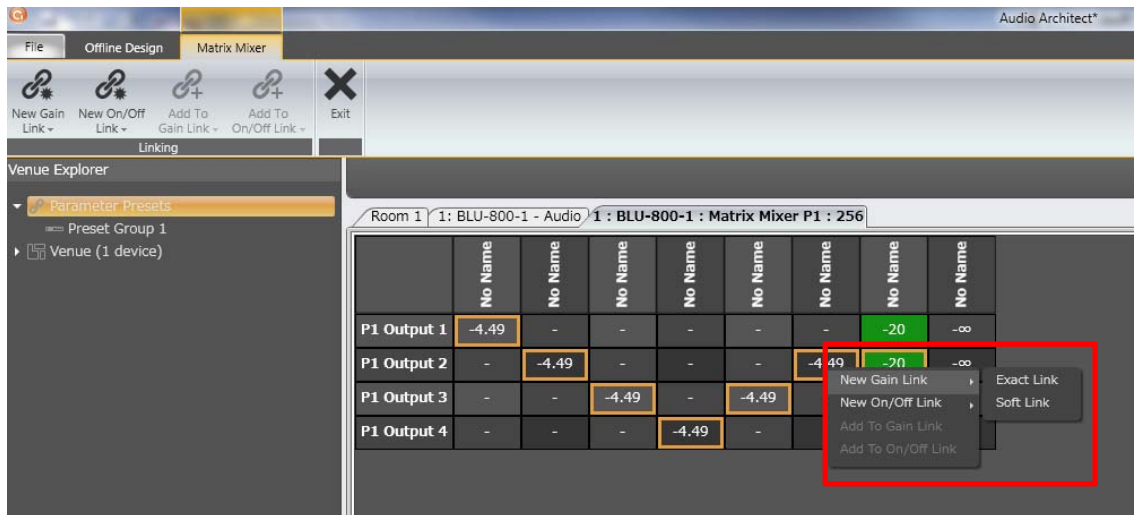 Audio Architect*
File Offline Design Matrix Mixer
New Gain Link New On/Off Link Add To Gain Link Add To On/Off Link Exit
Linking
Venue Explorer
Parameter Presets
Preset Group 1
Venue (1 device)
Room 1 1: BLU-800-1 - Audio 1 : BLU-800-1 : Matrix Mixer P1 : 256
No Name No Name No Name No Name No Name No Name No Name No Name
P1 Output 1 -4.49 - - - - - -20 -∞
P1 Output 2 - -4.49 - - - -4.49 -20 -∞
P1 Output 3 - - -4.49 - -4.49
P1 Output 4 - - - -4.49 -
New Gain Link Exact Link
New On/Off Link Soft Link
Add To Gain Link
Add To On/Off Link